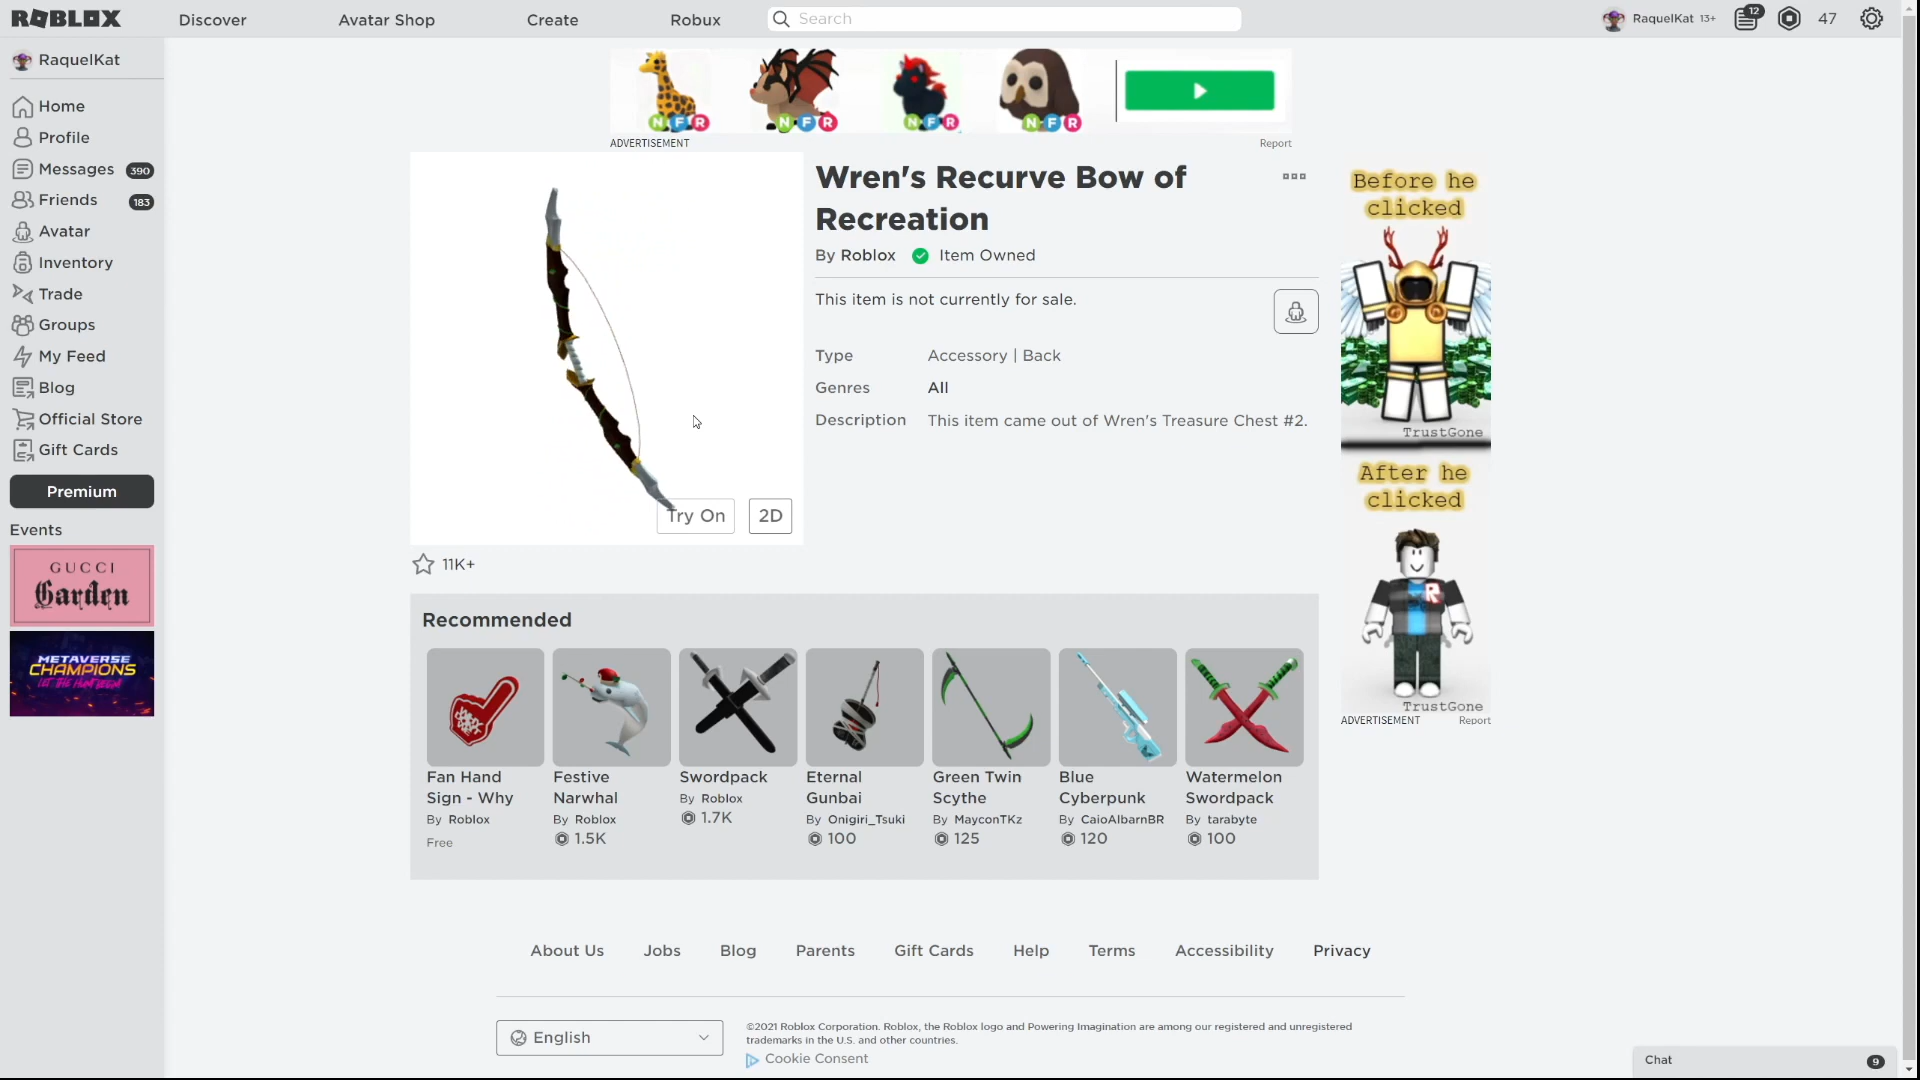 ROBLOX
Discover
Avatar Shop
Create
Robux
Search
RaquelKat 13+
12
47
RaquelKat
Home
Profile
Messages 390
Friends 183
Avatar
Inventory
Trade
Groups
My Feed
Blog
Official Store
Gift Cards
Premium
Events
GUCCI
Garden
METAVERSE
CHAMPIONS
LET THE HUNT BEGIN
N F R
N F R
N F R
N F R
ADVERTISEMENT
Report
Wren's Recurve Bow of
Recreation
By Roblox
Item Owned
This item is not currently for sale.
Type
Accessory | Back
Genres
All
Description
This item came out of Wren's Treasure Chest #2.
Try On
2D
11K+
Before he
clicked
TrustGone
After he
clicked
TrustGone
ADVERTISEMENT
Report
Recommended
Fan Hand
Sign - Why
By Roblox
Free
Festive
Narwhal
By Roblox
1.5K
Swordpack
By Roblox
1.7K
Eternal
Gunbai
By Onigiri_Tsuki
100
Green Twin
Scythe
By MayconTKz
125
Blue
Cyberpunk
By CaioAlbarnBR
120
Watermelon
Swordpack
By tarabyte
100
About Us
Jobs
Blog
Parents
Gift Cards
Help
Terms
Accessibility
Privacy
English
©2021 Roblox Corporation. Roblox, the Roblox logo and Powering Imagination are among our registered and unregistered
trademarks in the U.S. and other countries.
Cookie Consent
Chat
9